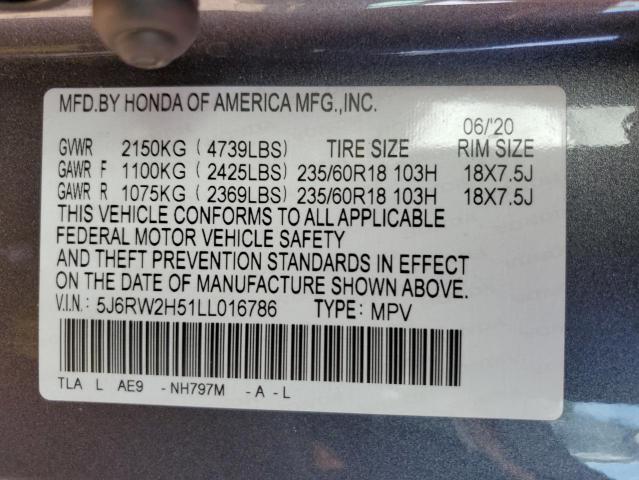 MFD.BY HONDA OF AMERICA MFG.,INC.
06/'20
GVWR 2150KG ( 4739LBS) TIRE SIZE RIM SIZE
GAWR F 1100KG ( 2425LBS) 235/60R18 103H 18X7.5J
GAWR R 1075KG ( 2369LBS) 235/60R18 103H 18X7.5J
THIS VEHICLE CONFORMS TO ALL APPLICABLE
FEDERAL MOTOR VEHICLE SAFETY
AND THEFT PREVENTION STANDARDS IN EFFECT
ON THE DATE OF MANUFACTURE SHOWN ABOVE.
V.I.N.: 5J6RW2H51LL016786 TYPE: MPV
TLA L AE9 -NH797M -A-L